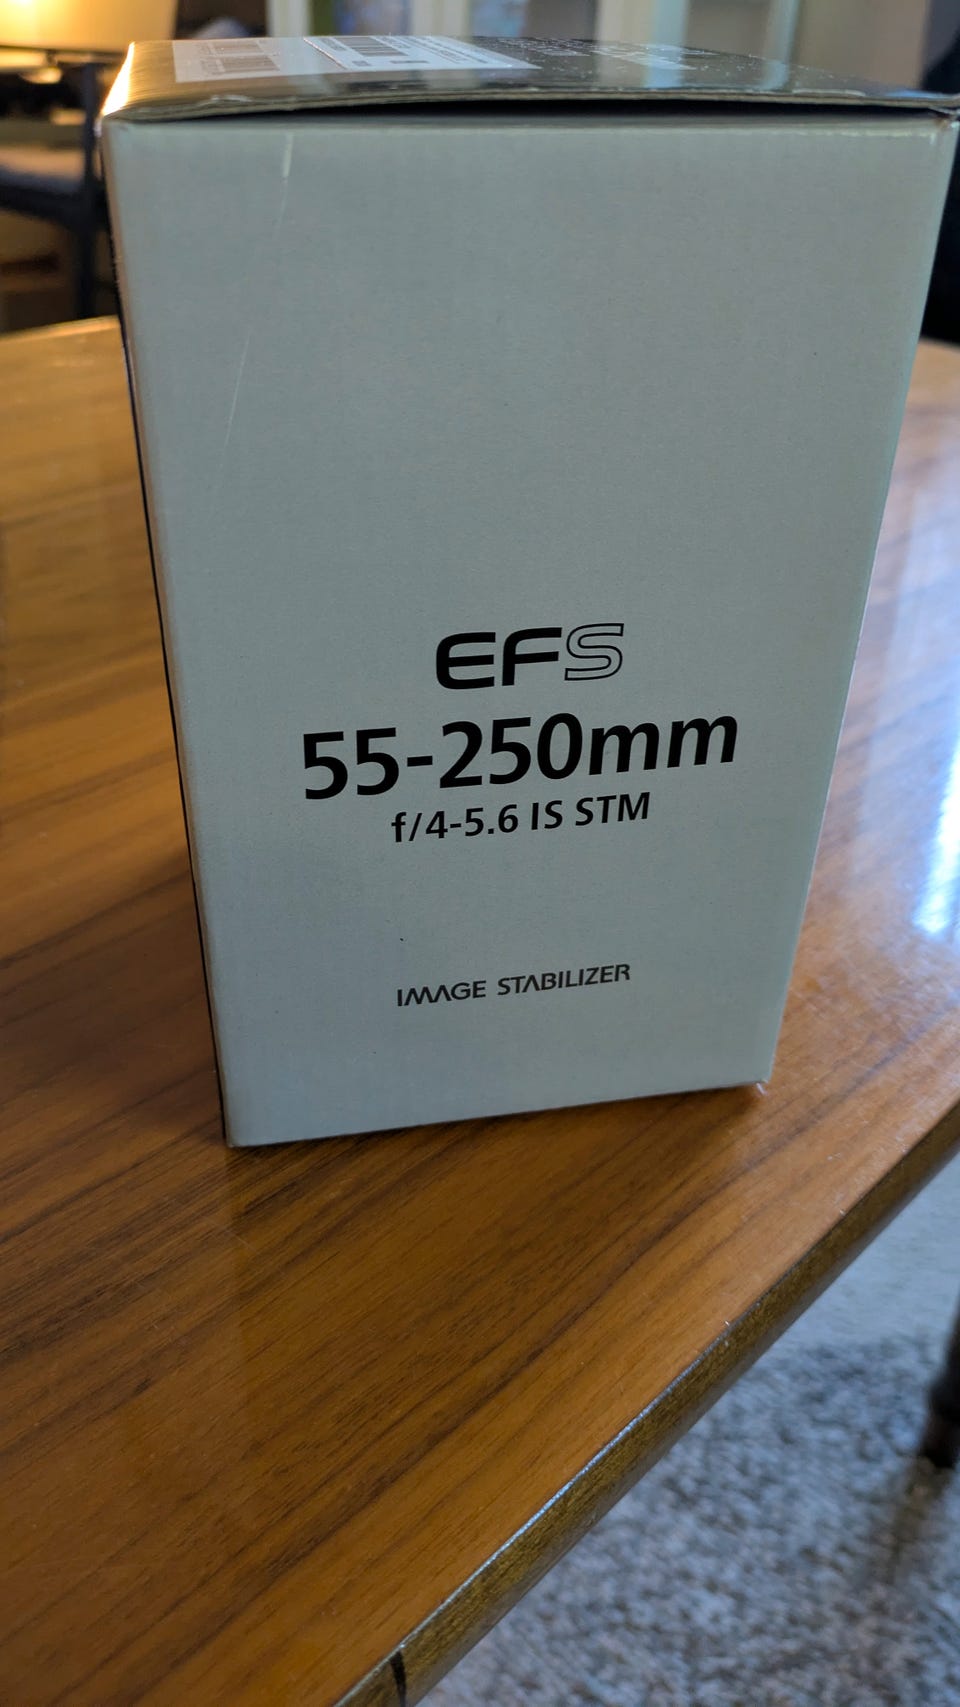 EFS
55-250mm
f/4-5.6 IS STM
IMAGE STABILIZER